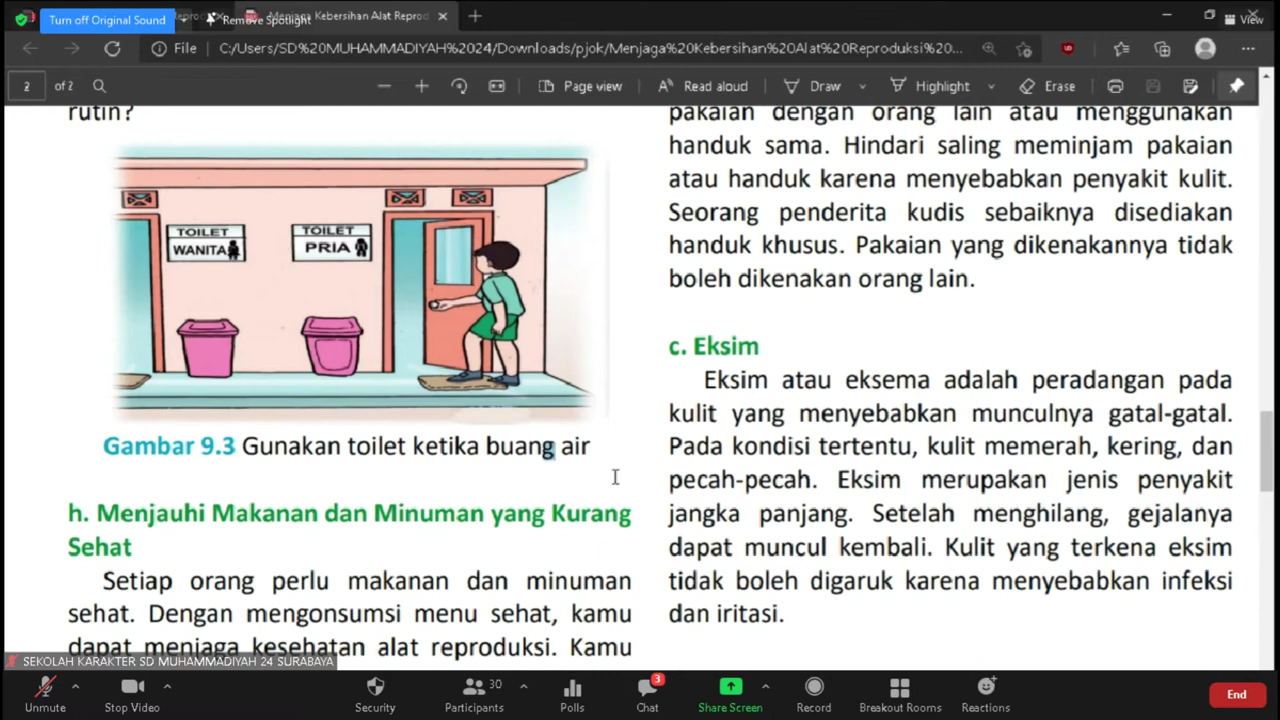 Turn off Original Sound
Remove Spotlight
Menjaga Kebersihan Alat Reprod
View
File
C:/Users/SD%20MUHAMMADIYAH%2024/Downloads/pjok/Menjaga%20Kebersihan%20Alat%20Reproduksi%20...
2
of 2
Page view
Read aloud
Draw
Highlight
Erase
rutin?
TOILET
WANITA
TOILET
PRIA
Gambar 9.3 Gunakan toilet ketika buang air
h. Menjauhi Makanan dan Minuman yang Kurang
Sehat
Setiap orang perlu makanan dan minuman
sehat. Dengan mengonsumsi menu sehat, kamu
dapat menjaga kesehatan alat reproduksi. Kamu
pakaian dengan orang lain atau menggunakan
handuk sama. Hindari saling meminjam pakaian
atau handuk karena menyebabkan penyakit kulit.
Seorang penderita kudis sebaiknya disediakan
handuk khusus. Pakaian yang dikenakannya tidak
boleh dikenakan orang lain.
c. Eksim
Eksim atau eksema adalah peradangan pada
kulit yang menyebabkan munculnya gatal-gatal.
Pada kondisi tertentu, kulit memerah, kering, dan
pecah-pecah. Eksim merupakan jenis penyakit
jangka panjang. Setelah menghilang, gejalanya
dapat muncul kembali. Kulit yang terkena eksim
tidak boleh digaruk karena menyebabkan infeksi
dan iritasi.
SEKOLAH KARAKTER SD MUHAMMADIYAH 24 SURABAYA
Unmute
Stop Video
Security
30
Participants
Polls
3
Chat
Share Screen
Record
Breakout Rooms
Reactions
End